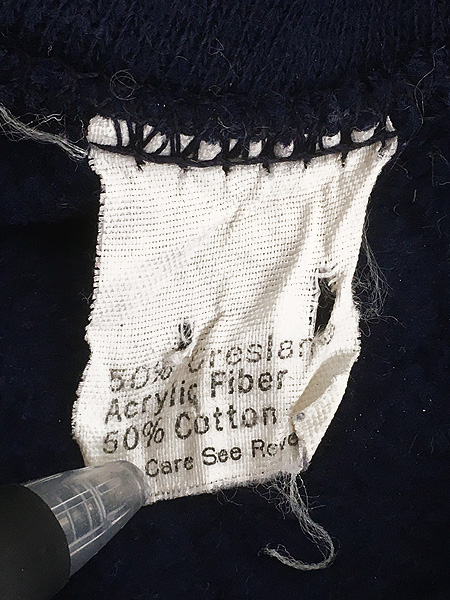 50% Creslan®
Acrylic Fiber
50% Cotton
Care See Reve